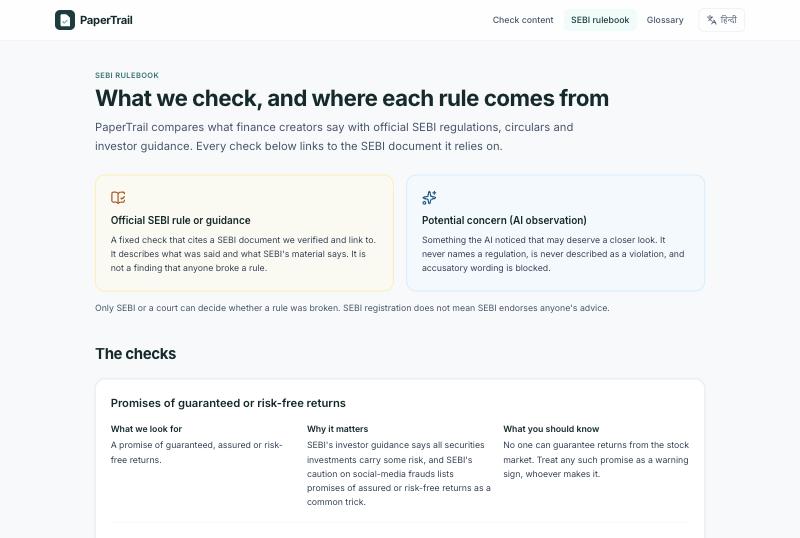 PaperTrail
Check content
SEBI rulebook
Glossary
हिन्दी
SEBI RULEBOOK
What we check, and where each rule comes from
PaperTrail compares what finance creators say with official SEBI regulations, circulars and
investor guidance. Every check below links to the SEBI document it relies on.
Official SEBI rule or guidance
A fixed check that cites a SEBI document we verified and link to.
It describes what was said and what SEBI's material says. It is
not a finding that anyone broke a rule.
Potential concern (AI observation)
Something the AI noticed that may deserve a closer look. It
never names a regulation, is never described as a violation, and
accusatory wording is blocked.
Only SEBI or a court can decide whether a rule was broken. SEBI registration does not mean SEBI endorses anyone's advice.
The checks
Promises of guaranteed or risk-free returns
What we look for
A promise of guaranteed, assured or risk-
free returns.
Why it matters
SEBI's investor guidance says all securities
investments carry some risk, and SEBI's
caution on social-media frauds lists
promises of assured or risk-free returns as a
common trick.
What you should know
No one can guarantee returns from the stock
market. Treat any such promise as a warning
sign, whoever makes it.